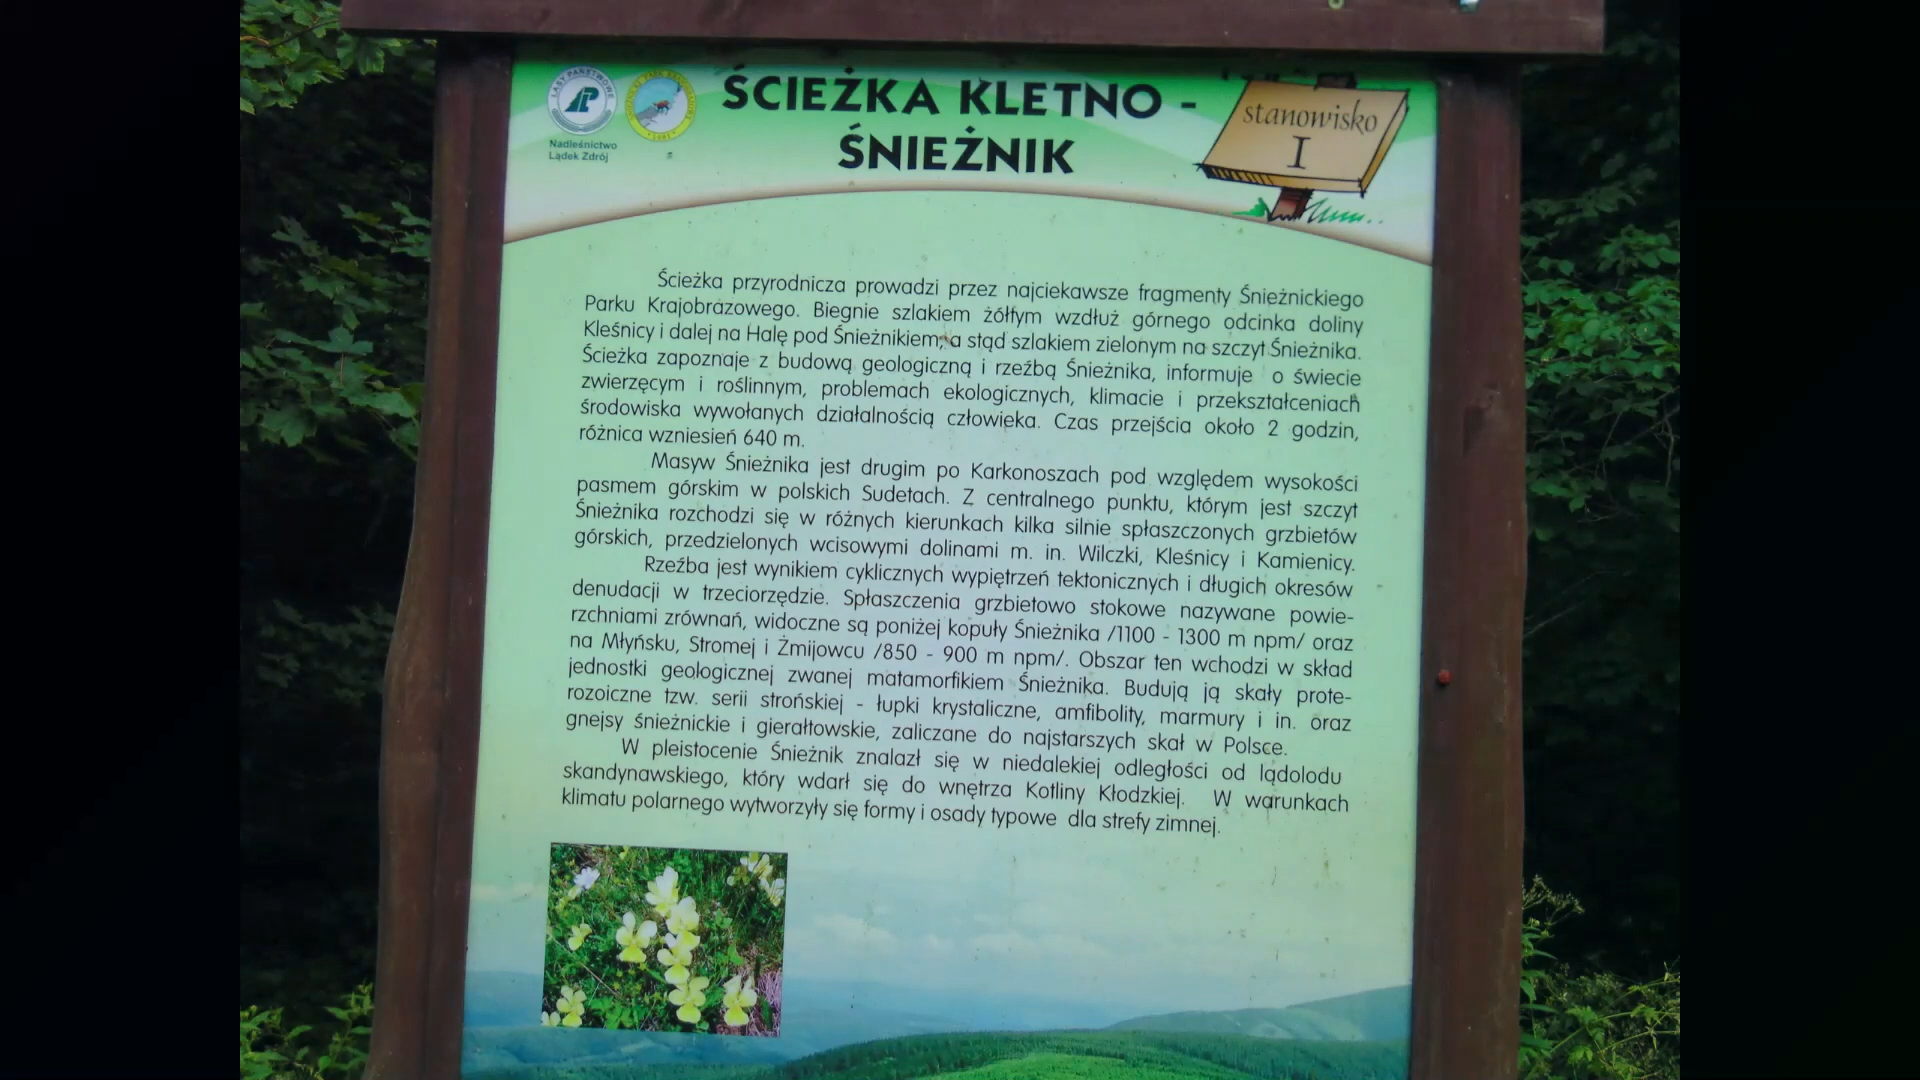 LASY PAŃSTWOWE
Nadleśnictwo
Lądek Zdrój
ŚCIEŻKA KLETNO -
ŚNIEŻNIK
stanowisko
I
Ścieżka przyrodnicza prowadzi przez najciekawsze fragmenty Śnieżnickiego
Parku Krajobrazowego. Biegnie szlakiem żółtym wzdłuż górnego odcinka doliny
Kleśnicy i dalej na Halę pod Śnieżnikiem, a stąd szlakiem zielonym na szczyt Śnieżnika.
Ścieżka zapoznaje z budową geologiczną i rzeźbą Śnieżnika, informuje o świecie
zwierzęcym i roślinnym, problemach ekologicznych, klimacie i przekształceniach
środowiska wywołanych działalnością człowieka. Czas przejścia około 2 godzin,
różnica wzniesień 640 m.
Masyw Śnieżnika jest drugim po Karkonoszach pod względem wysokości
pasmem górskim w polskich Sudetach. Z centralnego punktu, którym jest szczyt
Śnieżnika rozchodzi się w różnych kierunkach kilka silnie spłaszczonych grzbietów
górskich, przedzielonych wcisowymi dolinami m. in. Wilczki, Kleśnicy i Kamienicy.
Rzeźba jest wynikiem cyklicznych wypiętrzeń tektonicznych i długich okresów
denudacji w trzeciorzędzie. Spłaszczenia grzbietowo stokowe nazywane powie-
rzchniami zrównań, widoczne są poniżej kopuły Śnieżnika /1100 - 1300 m npm/ oraz
na Młyńsku, Stromej i Żmijowcu /850 - 900 m npm/. Obszar ten wchodzi w skład
jednostki geologicznej zwanej matamorfikiem Śnieżnika. Budują ją skały prote-
rozoiczne tzw. serii strońskiej - łupki krystaliczne, amfibolity, marmury i in. oraz
gnejsy śnieżnickie i gierałtowskie, zaliczane do najstarszych skał w Polsce.
W pleistocenie Śnieżnik znalazł się w niedalekiej odległości od lądolodu
skandynawskiego, który wdarł się do wnętrza Kotliny Kłodzkiej. W warunkach
klimatu polarnego wytworzyły się formy i osady typowe dla strefy zimnej.